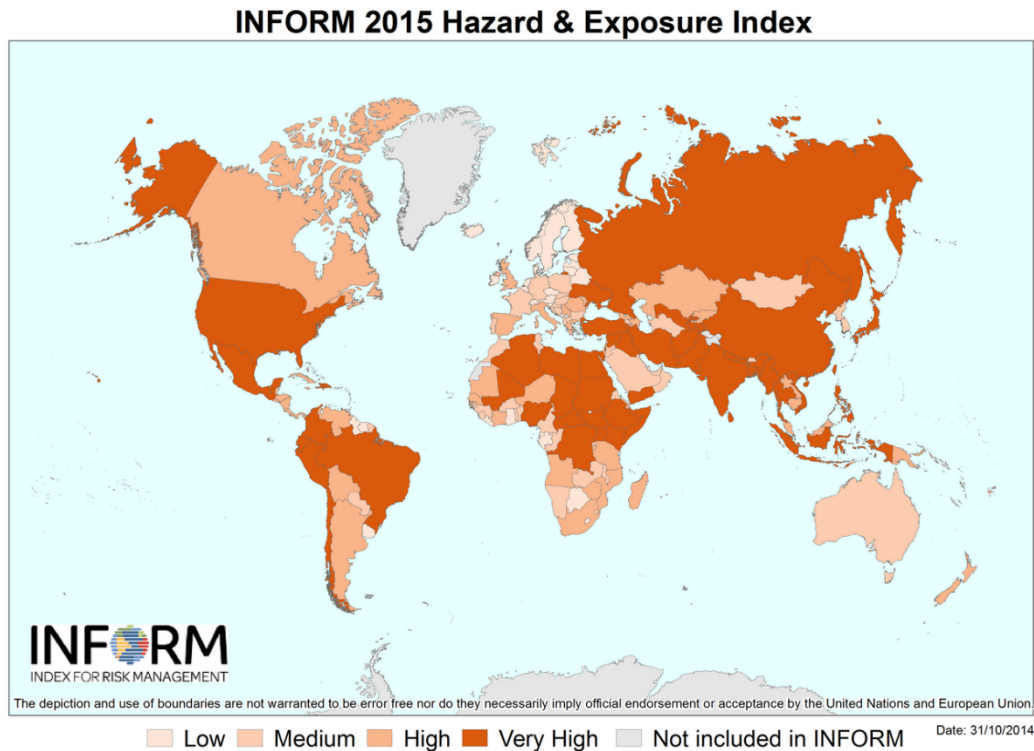 INFORM 2015 Hazard & Exposure Index
INFORM
INDEX FOR RISK MANAGEMENT
The depiction and use of boundaries are not warranted to be error free nor do they necessarily imply official endorsement or acceptance by the United Nations and European Union.
Low Medium High Very High Not included in INFORM
Date: 31/10/2014